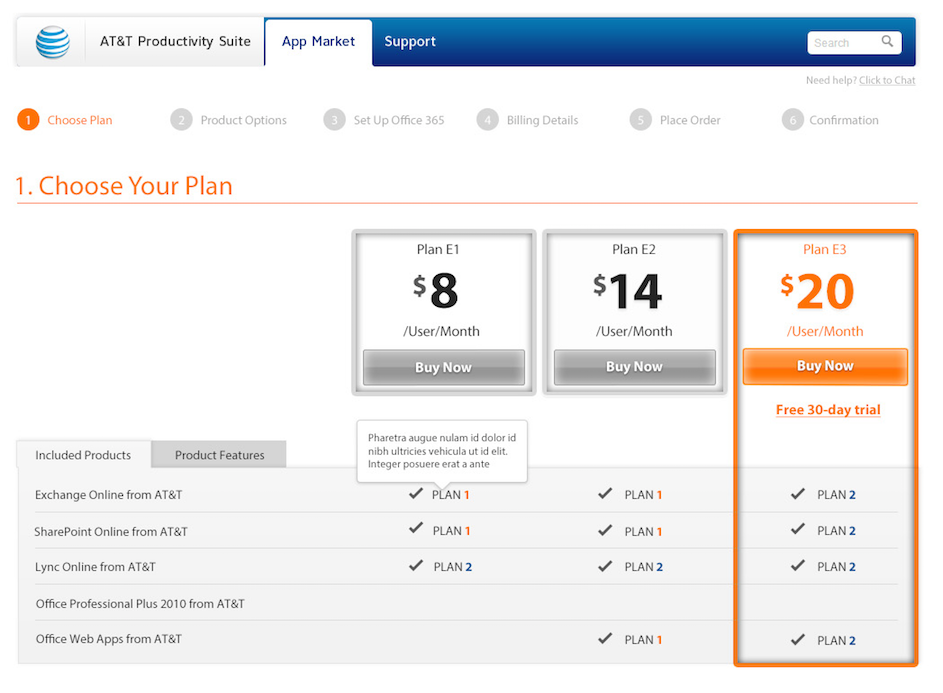 AT&T Productivity Suite
App Market
Support
Search
Need help? Click to Chat
1 Choose Plan
2 Product Options
3 Set Up Office 365
4 Billing Details
5 Place Order
6 Confirmation
1. Choose Your Plan
Plan E1
$8
/User/Month
Buy Now
Plan E2
$14
/User/Month
Buy Now
Plan E3
$20
/User/Month
Buy Now
Free 30-day trial
Pharetra augue nulam id dolor id
nibh ultricies vehicula ut id elit.
Integer posuere erat a ante
Included Products
Product Features
Exchange Online from AT&T PLAN 1 PLAN 1 PLAN 2
SharePoint Online from AT&T PLAN 1 PLAN 1 PLAN 2
Lync Online from AT&T PLAN 2 PLAN 2 PLAN 2
Office Professional Plus 2010 from AT&T
Office Web Apps from AT&T PLAN 1 PLAN 2